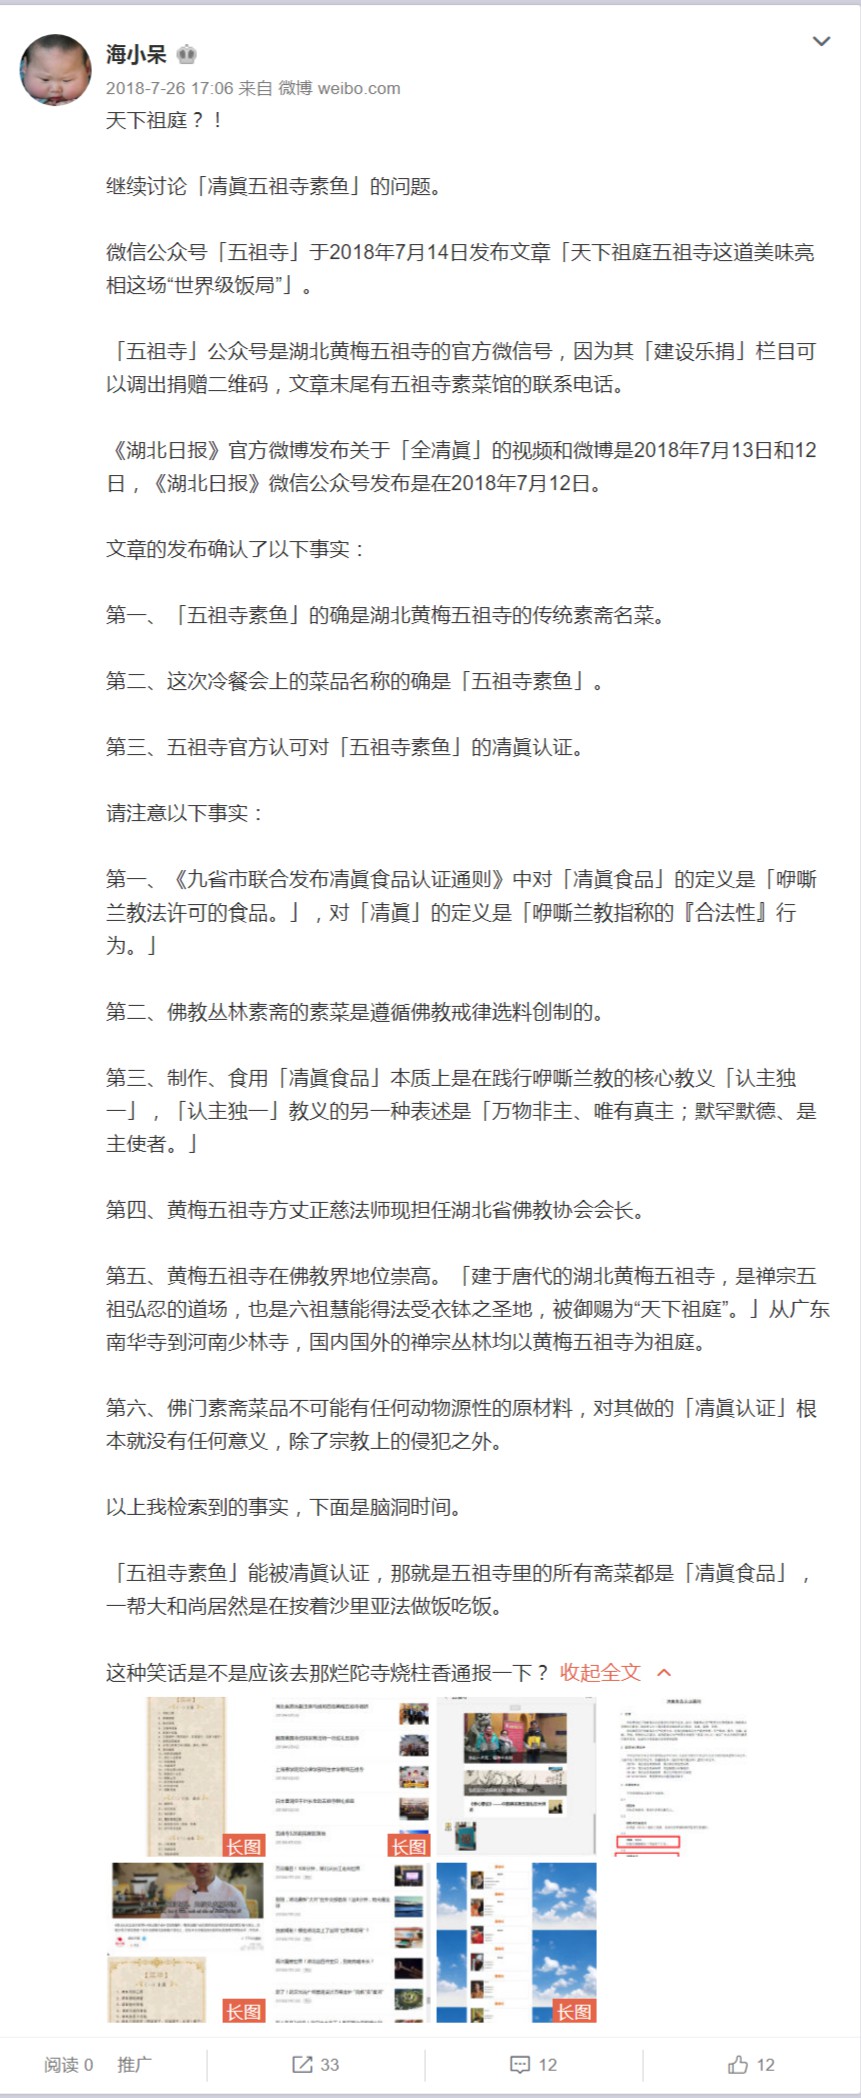 海小呆
2018-7-26 17:06 来自 微博 weibo.com
天下祖庭？！
继续讨论「凊眞五祖寺素鱼」的问题。
微信公众号「五祖寺」于2018年7月14日发布文章「天下祖庭五祖寺这道美味亮
相这场“世界级饭局”」。
「五祖寺」公众号是湖北黄梅五祖寺的官方微信号，因为其「建设乐捐」栏目可
以调出捐赠二维码，文章末尾有五祖寺素菜馆的联系电话。
《湖北日报》官方微博发布关于「全凊眞」的视频和微博是2018年7月13日和12
日，《湖北日报》微信公众号发布是在2018年7月12日。
文章的发布确认了以下事实：
第一、「五祖寺素鱼」的确是湖北黄梅五祖寺的传统素斋名菜。
第二、这次冷餐会上的菜品名称的确是「五祖寺素鱼」。
第三、五祖寺官方认可对「五祖寺素鱼」的凊眞认证。
请注意以下事实：
第一、《九省市联合发布凊眞食品认证通则》中对「凊眞食品」的定义是「咿嘶
兰教法许可的食品。」，对「凊眞」的定义是「咿嘶兰教指称的『合法性』行
为。」
第二、佛教丛林素斋的素菜是遵循佛教戒律选料创制的。
第三、制作、食用「凊眞食品」本质上是在践行咿嘶兰教的核心教义「认主独
一」，「认主独一」教义的另一种表述是「万物非主、唯有真主；默罕默德、是
主使者。」
第四、黄梅五祖寺方丈正慈法师现担任湖北省佛教协会会长。
第五、黄梅五祖寺在佛教界地位崇高。「建于唐代的湖北黄梅五祖寺，是禅宗五
祖弘忍的道场，也是六祖慧能得法受衣钵之圣地，被御赐为“天下祖庭”。」从广东
南华寺到河南少林寺，国内国外的禅宗丛林均以黄梅五祖寺为祖庭。
第六、佛门素斋菜品不可能有任何动物源性的原材料，对其做的「凊眞认证」根
本就没有任何意义，除了宗教上的侵犯之外。
以上我检索到的事实，下面是脑洞时间。
「五祖寺素鱼」能被凊眞认证，那就是五祖寺里的所有斋菜都是「凊眞食品」，
一帮大和尚居然是在按着沙里亚法做饭吃饭。
这种笑话是不是应该去那烂陀寺烧柱香通报一下？ 收起全文
长图
长图
长图
长图
阅读 0 推广 33 12 12